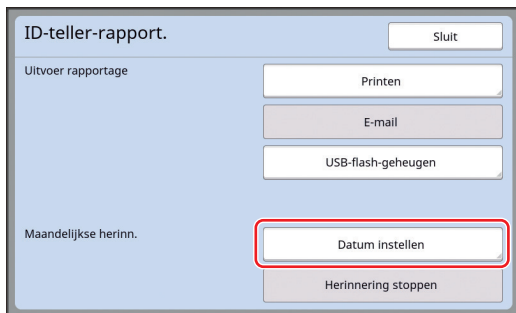 ID-teller-rapport.
Sluit
Uitvoer rapportage
Printen
E-mail
USB-flash-geheugen
Maandelijkse herinn.
Datum instellen
Herinnering stoppen